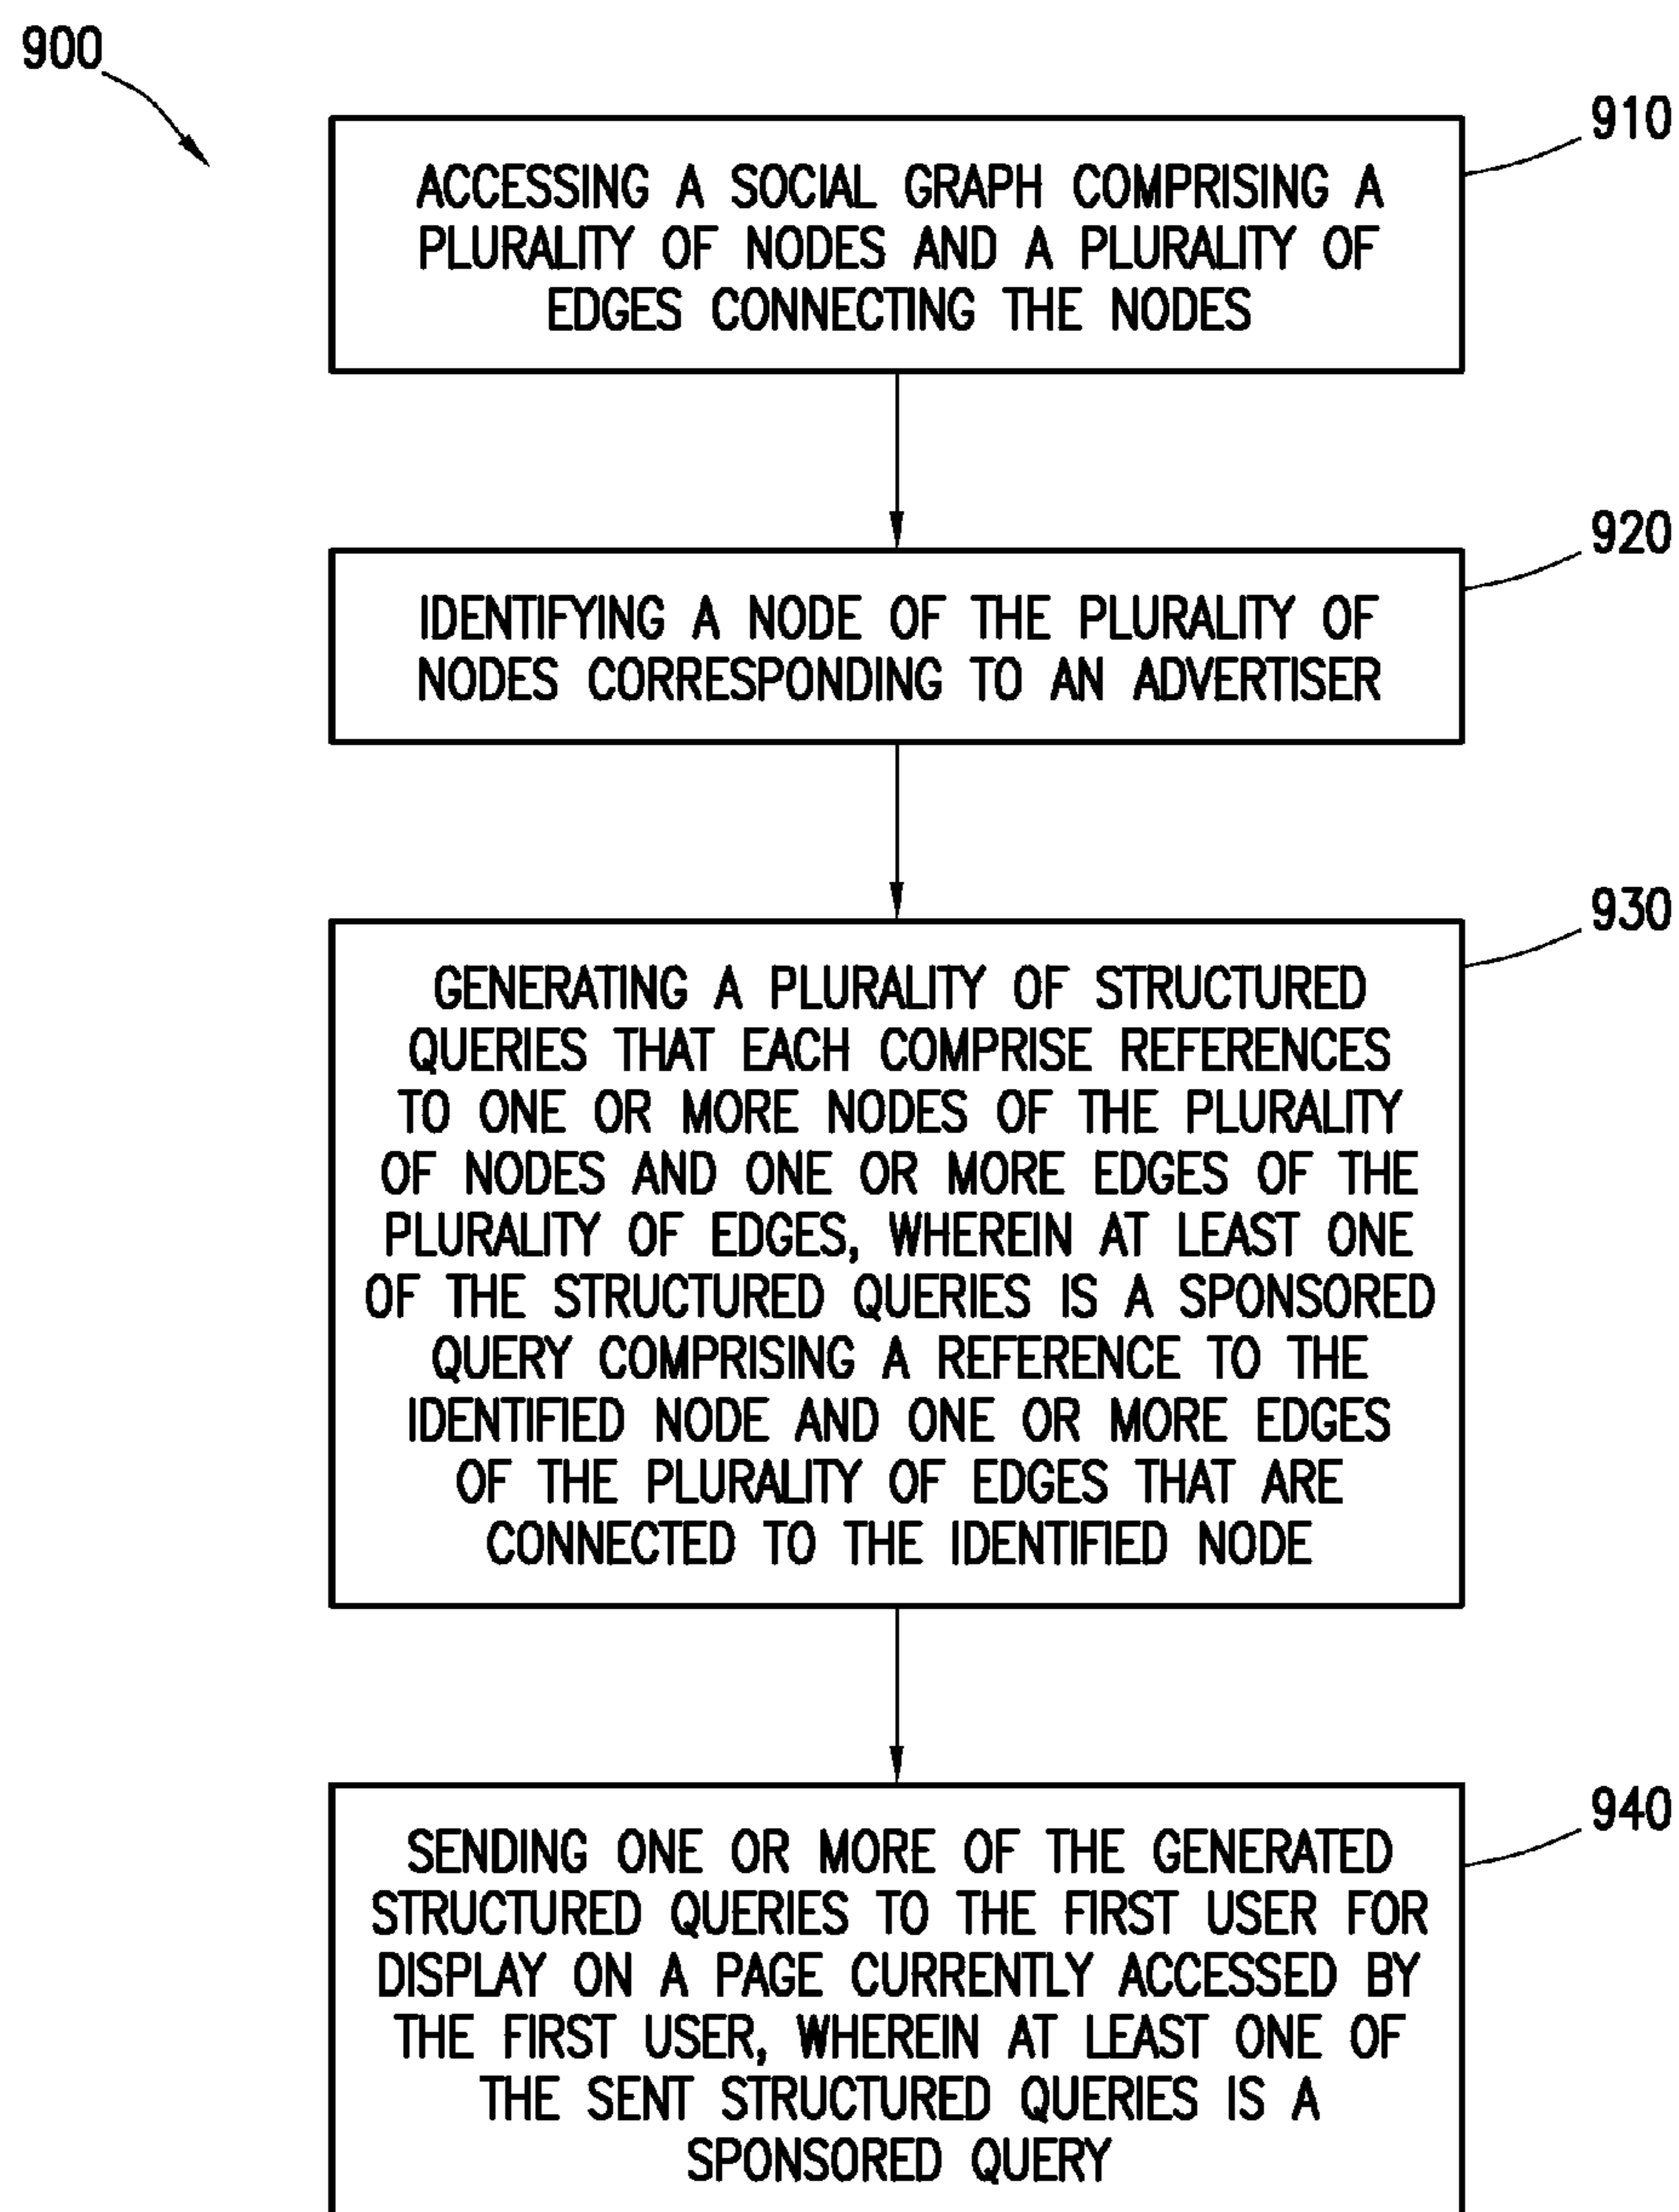 900
910
ACCESSING A SOCIAL GRAPH COMPRISING A
PLURALITY OF NODES AND A PLURALITY OF
EDGES CONNECTING THE NODES
920
IDENTIFYING A NODE OF THE PLURALITY OF
NODES CORRESPONDING TO AN ADVERTISER
930
GENERATING A PLURALITY OF STRUCTURED
QUERIES THAT EACH COMPRISE REFERENCES
TO ONE OR MORE NODES OF THE PLURALITY
OF NODES AND ONE OR MORE EDGES OF THE
PLURALITY OF EDGES, WHEREIN AT LEAST ONE
OF THE STRUCTURED QUERIES IS A SPONSORED
QUERY COMPRISING A REFERENCE TO THE
IDENTIFIED NODE AND ONE OR MORE EDGES
OF THE PLURALITY OF EDGES THAT ARE
CONNECTED TO THE IDENTIFIED NODE
940
SENDING ONE OR MORE OF THE GENERATED
STRUCTURED QUERIES TO THE FIRST USER FOR
DISPLAY ON A PAGE CURRENTLY ACCESSED BY
THE FIRST USER, WHEREIN AT LEAST ONE OF
THE SENT STRUCTURED QUERIES IS A
SPONSORED QUERY